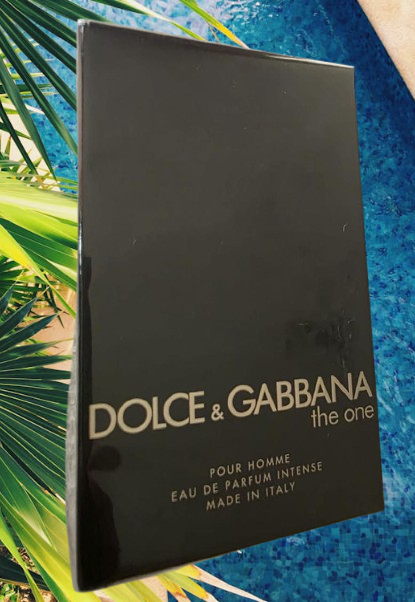 DOLCE & GABBANA
the one
POUR HOMME
EAU DE PARFUM INTENSE
MADE IN ITALY